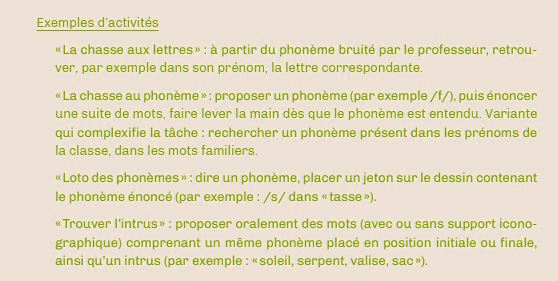 Exemples d'activités
«La chasse aux lettres» : à partir du phonème bruité par le professeur, retrou-
ver, par exemple dans son prénom, la lettre correspondante.
«La chasse au phonème» : proposer un phonème (par exemple /f/), puis énoncer
une suite de mots, faire lever la main dès que le phonème est entendu. Variante
qui complexifie la tâche : rechercher un phonème présent dans les prénoms de
la classe, dans les mots familiers.
«Loto des phonèmes» : dire un phonème, placer un jeton sur le dessin contenant
le phonème énoncé (par exemple : /s/ dans «tasse»).
«Trouver l'intrus» : proposer oralement des mots (avec ou sans support icono-
graphique) comprenant un même phonème placé en position initiale ou finale,
ainsi qu'un intrus (par exemple : «soleil, serpent, valise, sac»).